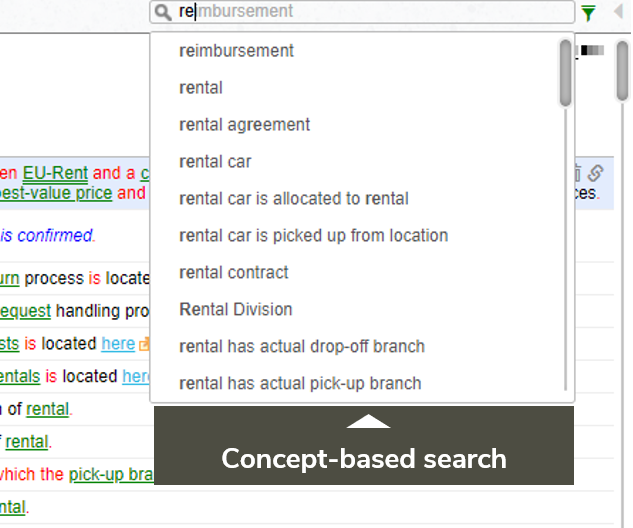 reimbursement
reimbursement
rental
rental agreement
rental car
en EU-Rent and a
est-value price and
rental car is allocated to rental
ces.
is confirmed.
rental car is picked up from location
urn process is locate
rental contract
equest handling pro
Rental Division
sts is located here
rental has actual drop-off branch
entals is located here
rental has actual pick-up branch
n of rental.
f rental.
Concept-based search
which the pick-up bra
ntal.